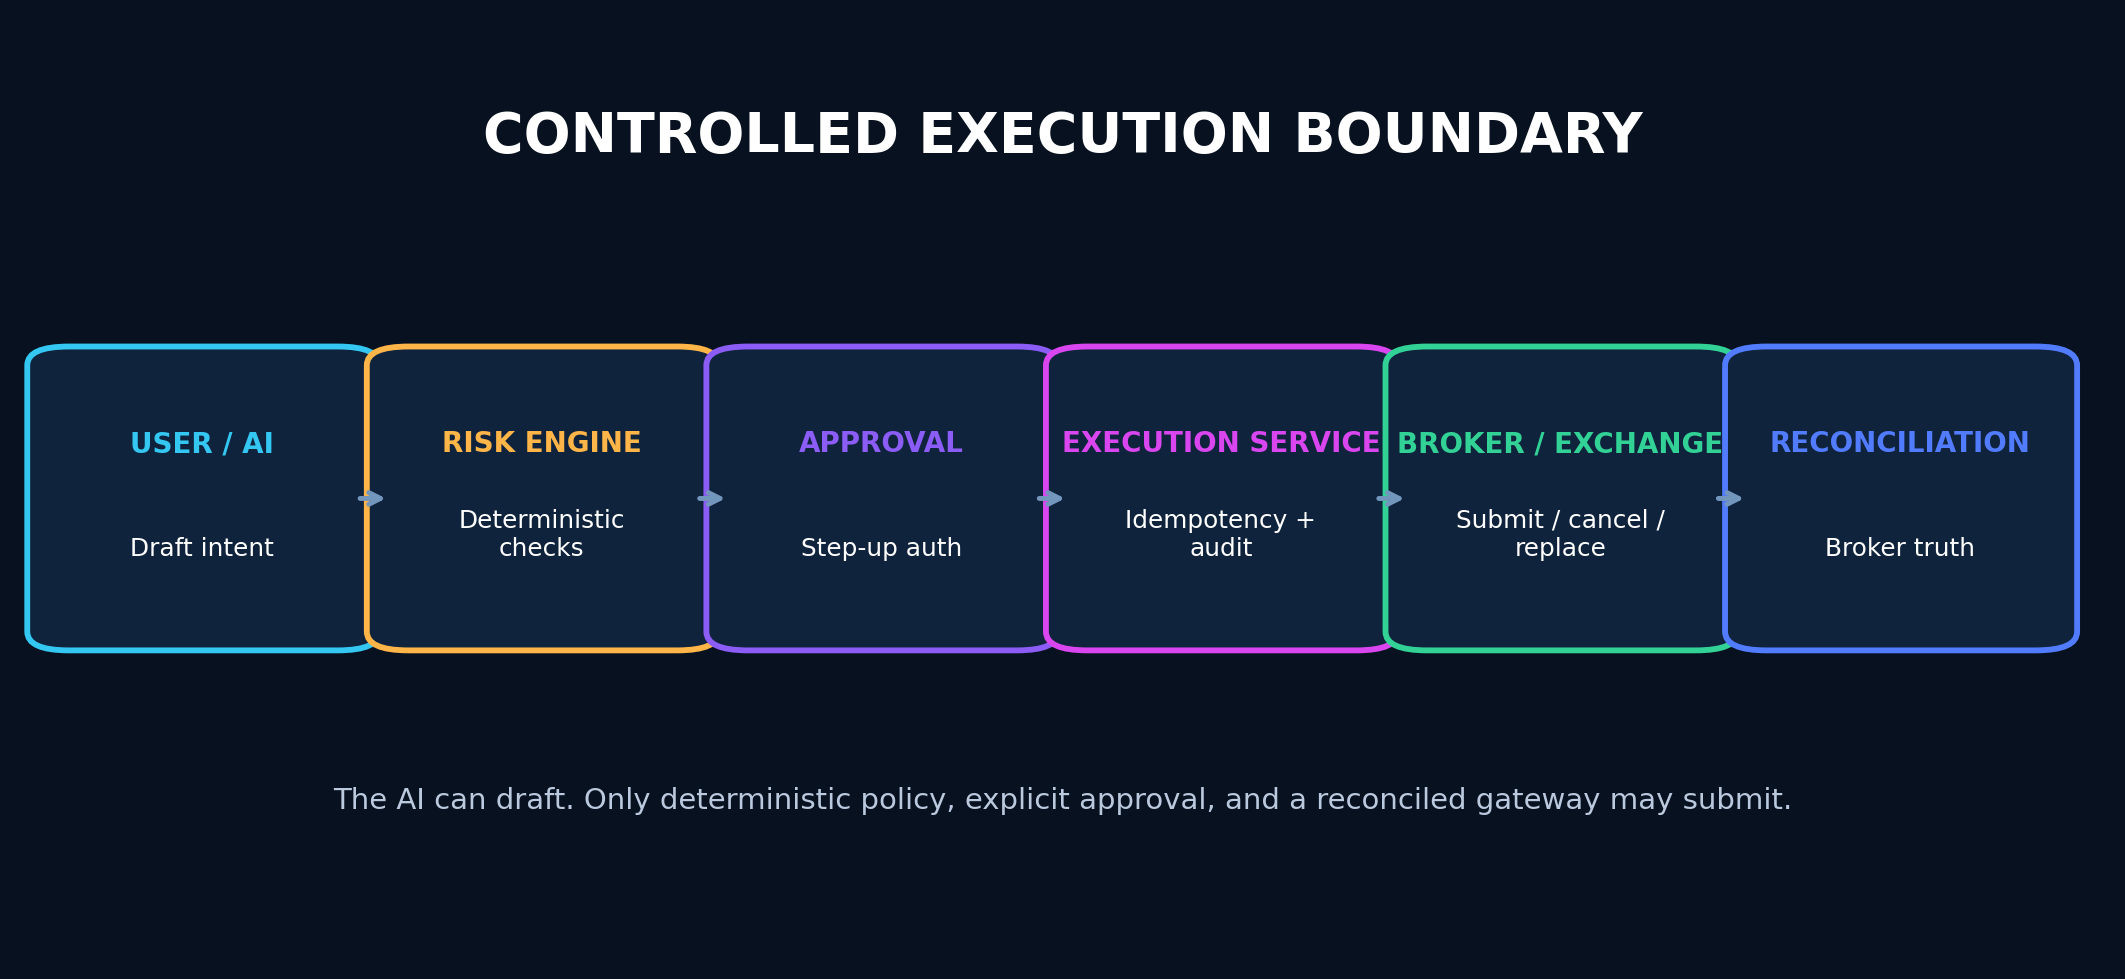 CONTROLLED EXECUTION BOUNDARY
USER / AI
Draft intent
RISK ENGINE
Deterministic
checks
APPROVAL
Step-up auth
EXECUTION SERVICE
Idempotency +
audit
BROKER / EXCHANGE
Submit / cancel /
replace
RECONCILIATION
Broker truth
The AI can draft. Only deterministic policy, explicit approval, and a reconciled gateway may submit.